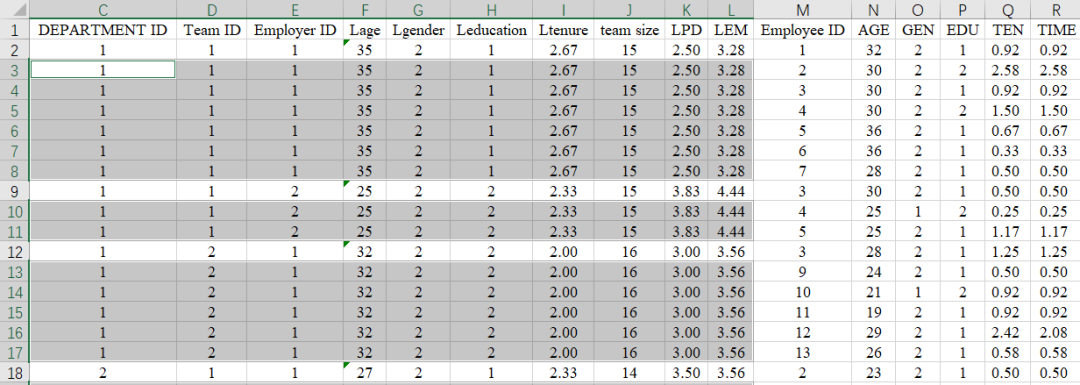 C D E F G H I J K L M N O P Q R
1 DEPARTMENT ID Team ID Employer ID Lage Lgender Leducation Ltenure team size LPD LEM Employee ID AGE GEN EDU TEN TIME
2 1 1 1 35 2 1 2.67 15 2.50 3.28 1 32 2 1 0.92 0.92
3 1 1 1 35 2 1 2.67 15 2.50 3.28 2 30 2 2 2.58 2.58
4 1 1 1 35 2 1 2.67 15 2.50 3.28 3 30 2 1 0.92 0.92
5 1 1 1 35 2 1 2.67 15 2.50 3.28 4 30 2 2 1.50 1.50
6 1 1 1 35 2 1 2.67 15 2.50 3.28 5 36 2 1 0.67 0.67
7 1 1 1 35 2 1 2.67 15 2.50 3.28 6 36 2 1 0.33 0.33
8 1 1 1 35 2 1 2.67 15 2.50 3.28 7 28 2 1 0.50 0.50
9 1 1 2 25 2 2 2.33 15 3.83 4.44 3 30 2 1 0.50 0.50
10 1 1 2 25 2 2 2.33 15 3.83 4.44 4 25 1 2 0.25 0.25
11 1 1 2 25 2 2 2.33 15 3.83 4.44 5 25 2 1 1.17 1.17
12 1 2 1 32 2 2 2.00 16 3.00 3.56 3 28 2 1 1.25 1.25
13 1 2 1 32 2 2 2.00 16 3.00 3.56 9 24 2 1 0.50 0.50
14 1 2 1 32 2 2 2.00 16 3.00 3.56 10 21 1 2 0.92 0.92
15 1 2 1 32 2 2 2.00 16 3.00 3.56 11 19 2 1 0.92 0.92
16 1 2 1 32 2 2 2.00 16 3.00 3.56 12 29 2 1 2.42 2.08
17 1 2 1 32 2 2 2.00 16 3.00 3.56 13 26 2 1 0.58 0.58
18 2 1 1 27 2 1 2.33 14 3.50 3.56 2 23 2 1 0.50 0.50